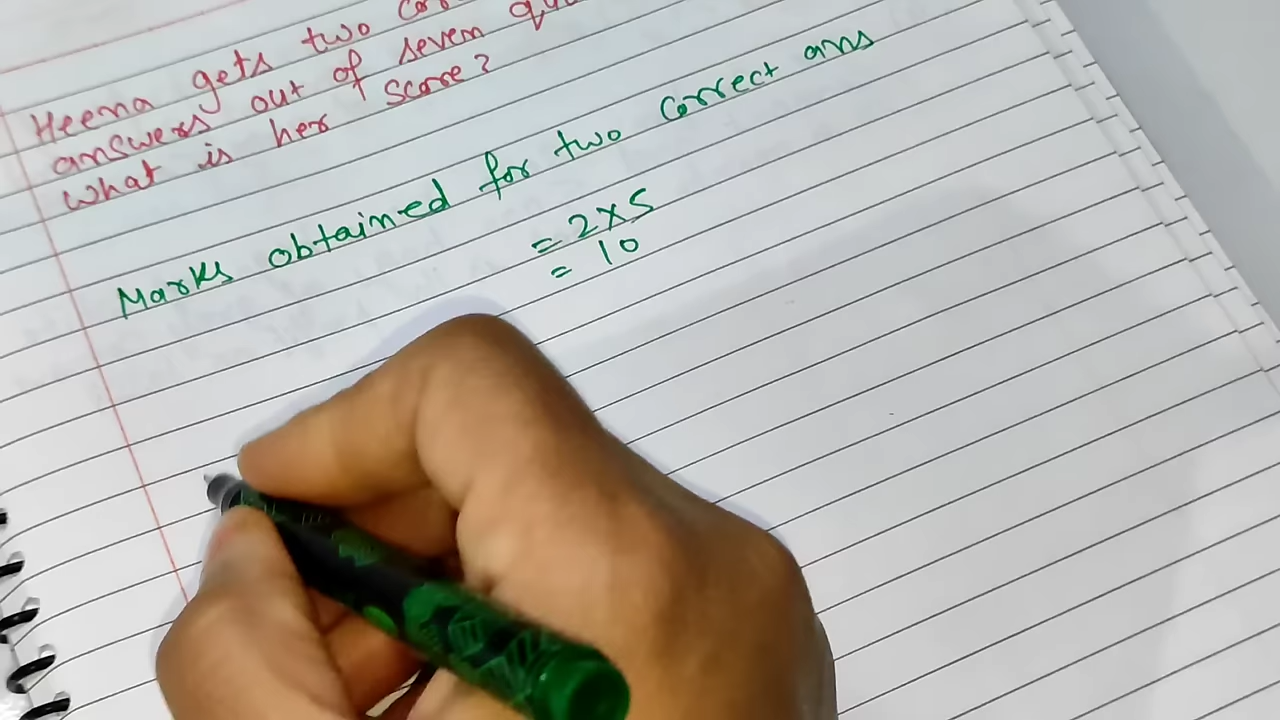 Heena gets two
answers out of seven
What is her score?
Marks obtained for two correct ans
= 2 x 5
= 10